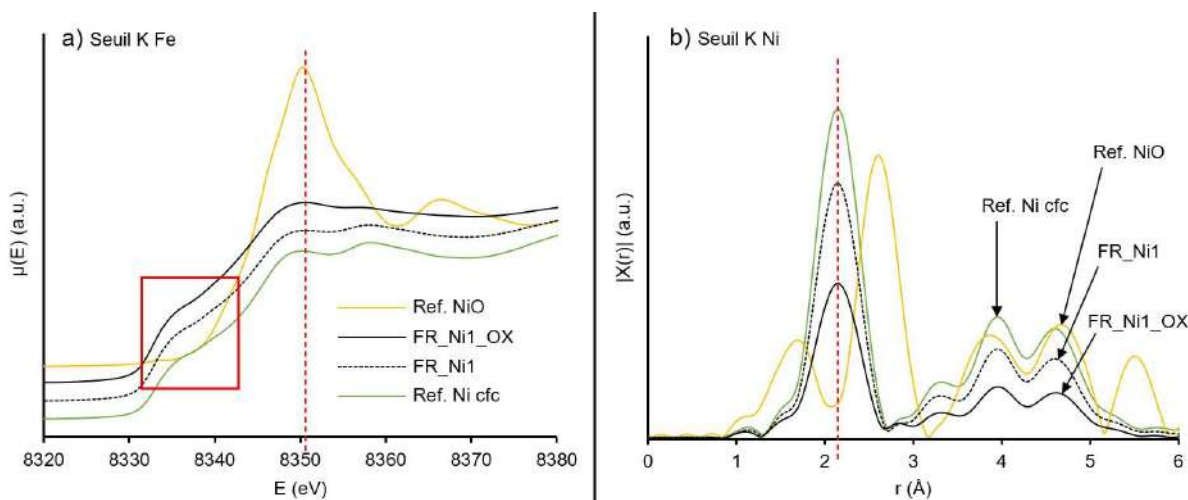 a) Seuil K Fe
μ(E) (a.u.)
Ref. NiO
FR_Ni1_OX
FR_Ni1
Ref. Ni cfc
8320 8330 8340 8350 8360 8370 8380
E (eV)
b) Seuil K Ni
|X(r)| (a.u.)
Ref. NiO
Ref. Ni cfc
FR_Ni1
FR_Ni1_OX
0 1 2 3 4 5 6
r (Å)